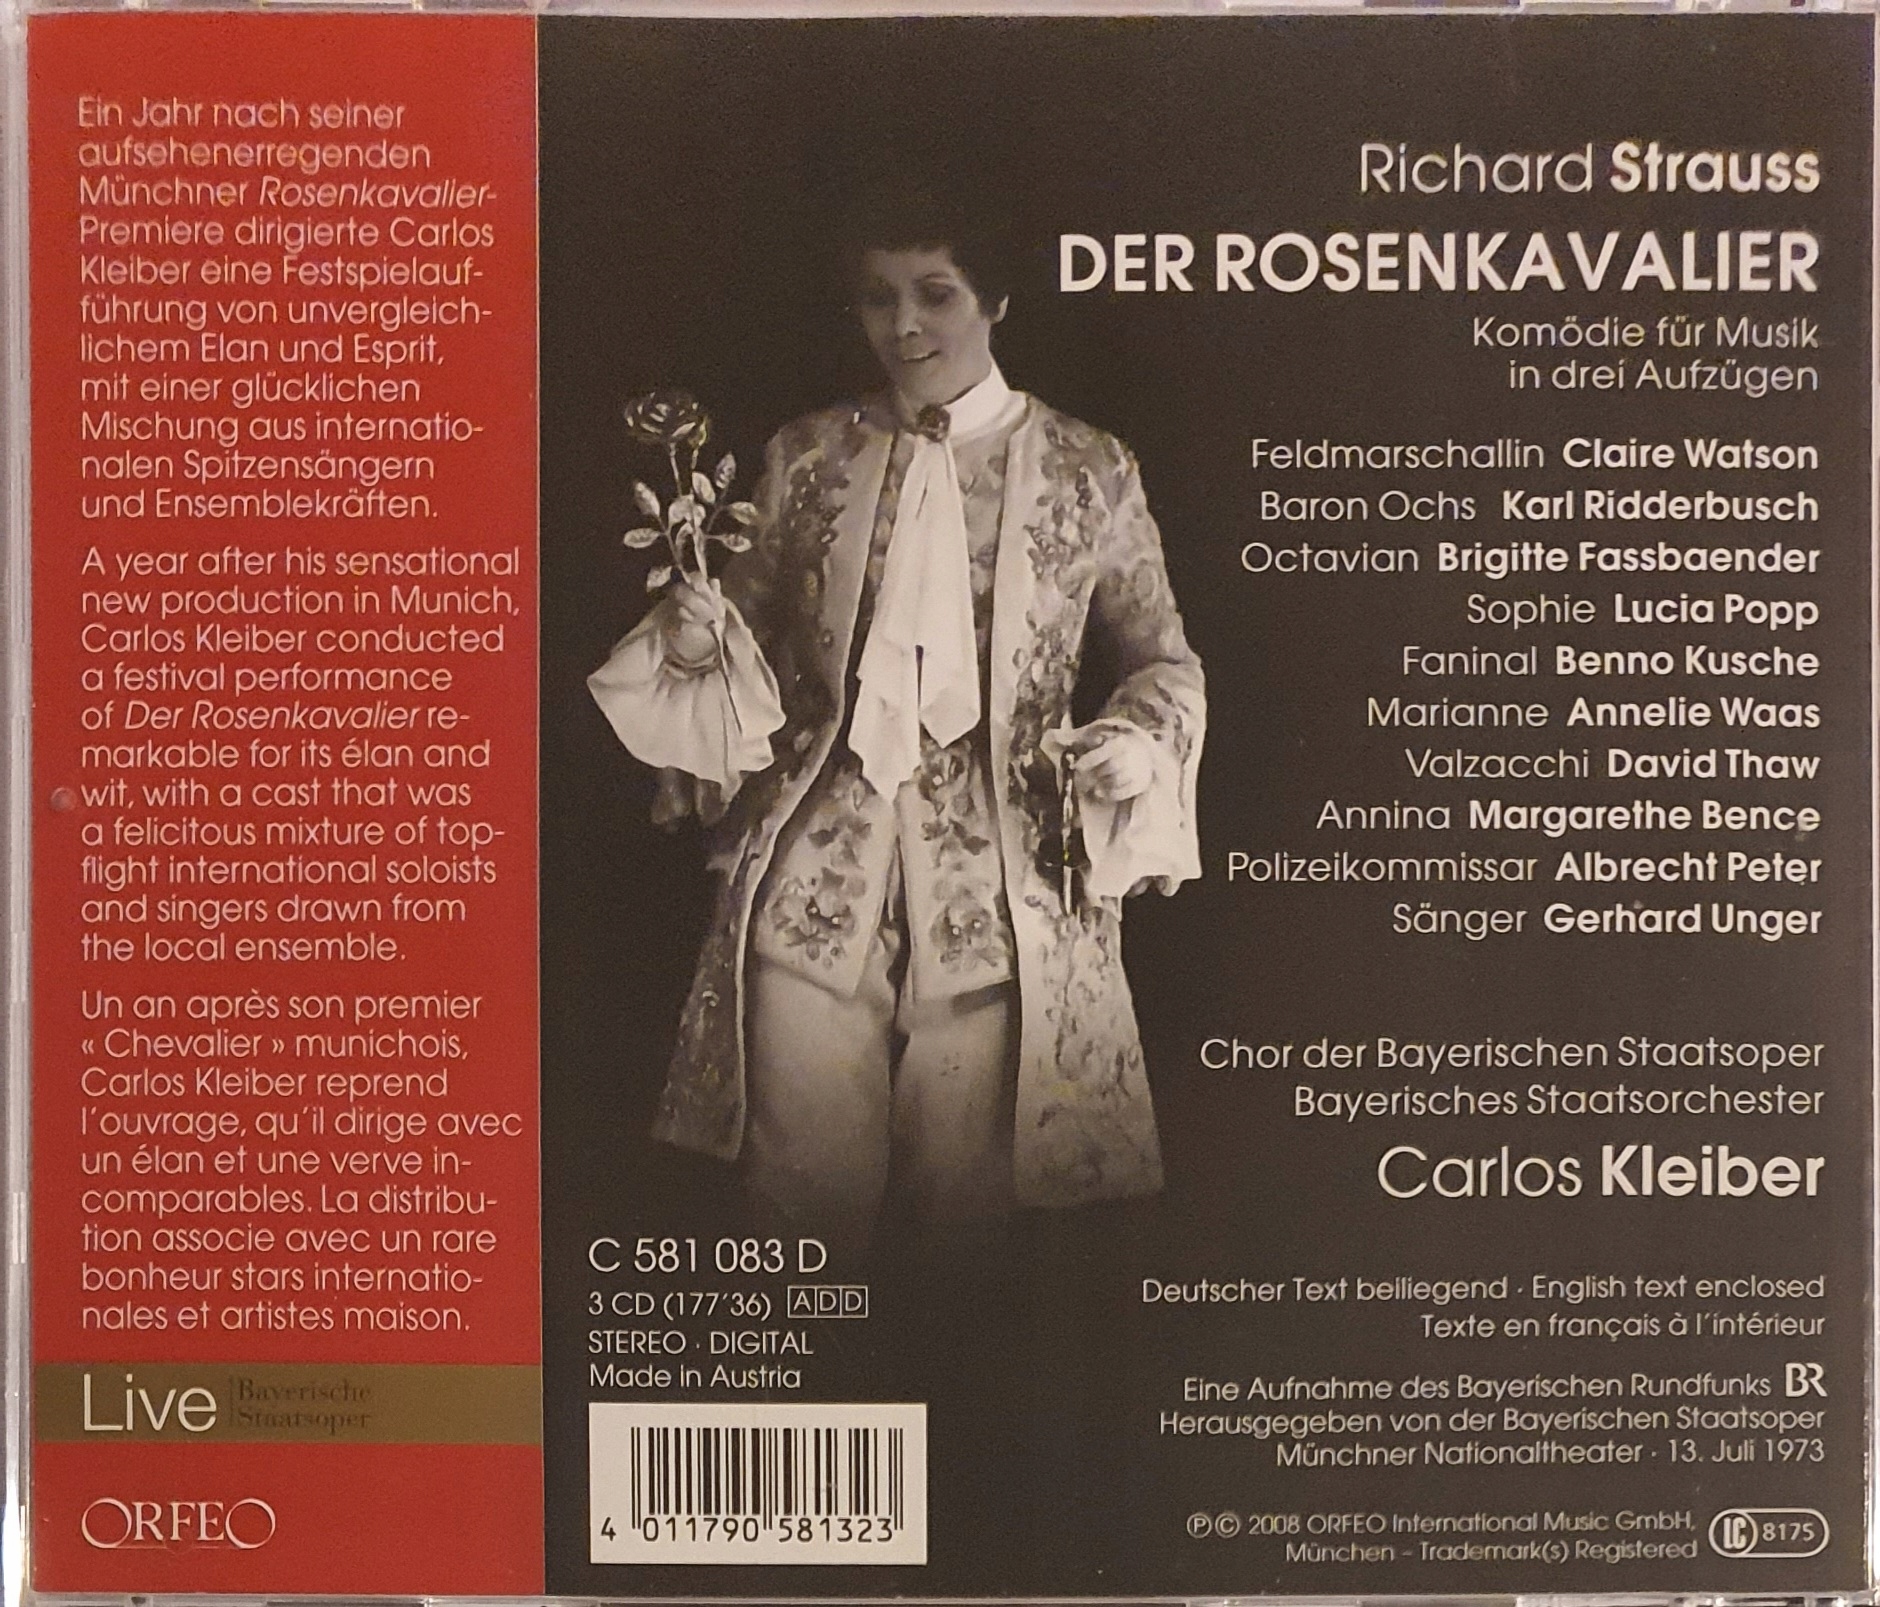 Ein Jahr nach seiner
aufsehenerregenden
Münchner Rosenkavalier-
Premiere dirigierte Carlos
Kleiber eine Festspielauf-
führung von unvergleich-
lichem Elan und Esprit,
mit einer glücklichen
Mischung aus internatio-
nalen Spitzensängern
und Ensemblekräften.
A year after his sensational
new production in Munich,
Carlos Kleiber conducted
a festival performance
of Der Rosenkavalier re-
markable for its élan and
wit, with a cast that was
a felicitous mixture of top-
flight international soloists
and singers drawn from
the local ensemble.
Un an après son premier
« Chevalier » munichois,
Carlos Kleiber reprend
l'ouvrage, qu'il dirige avec
un élan et une verve in-
comparables. La distribu-
tion associe avec un rare
bonheur stars internatio-
nales et artistes maison.
Live
Bayerische
Staatsoper
ORFEO
Richard Strauss
DER ROSENKAVALIER
Komödie für Musik
in drei Aufzügen
Feldmarschallin Claire Watson
Baron Ochs Karl Ridderbusch
Octavian Brigitte Fassbaender
Sophie Lucia Popp
Faninal Benno Kusche
Marianne Annelie Waas
Valzacchi David Thaw
Annina Margarethe Bence
Polizeikommissar Albrecht Peter
Sänger Gerhard Unger
Chor der Bayerischen Staatsoper
Bayerisches Staatsorchester
Carlos Kleiber
C 581 083 D
3 CD (177'36) ADD
STEREO · DIGITAL
Made in Austria
4 011790 581323
Deutscher Text beiliegend · English text enclosed
Texte en français à l'intérieur
Eine Aufnahme des Bayerischen Rundfunks BR
Herausgegeben von der Bayerischen Staatsoper
Münchner Nationaltheater · 13. Juli 1973
℗© 2008 ORFEO International Music GmbH,
München – Trademark(s) Registered
LC 8175